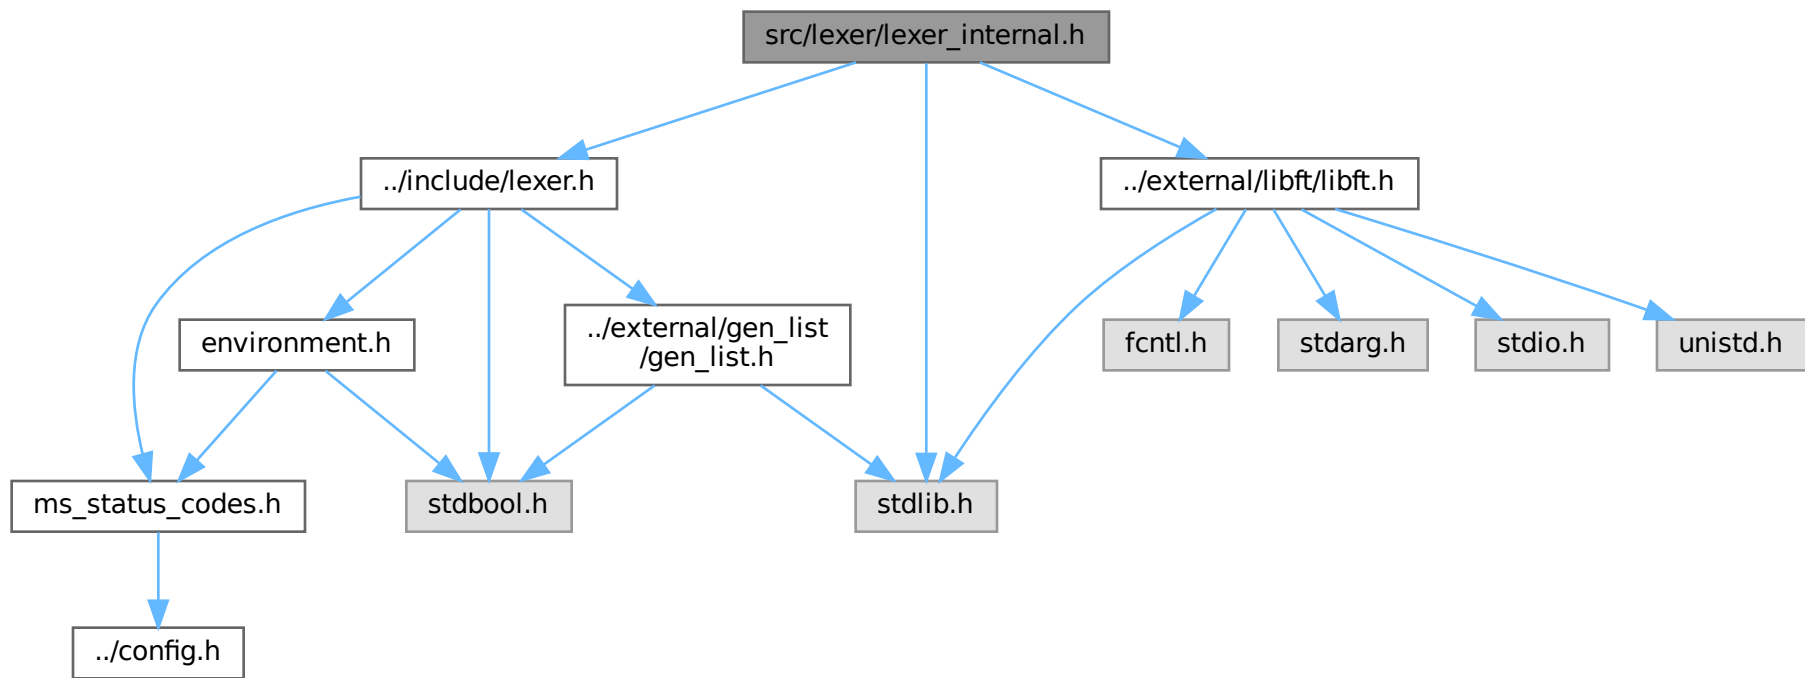 src/lexer/lexer_internal.h
../include/lexer.h
../external/libft/libft.h
environment.h
../external/gen_list
/gen_list.h
fcntl.h
stdarg.h
stdio.h
unistd.h
ms_status_codes.h
stdbool.h
stdlib.h
../config.h